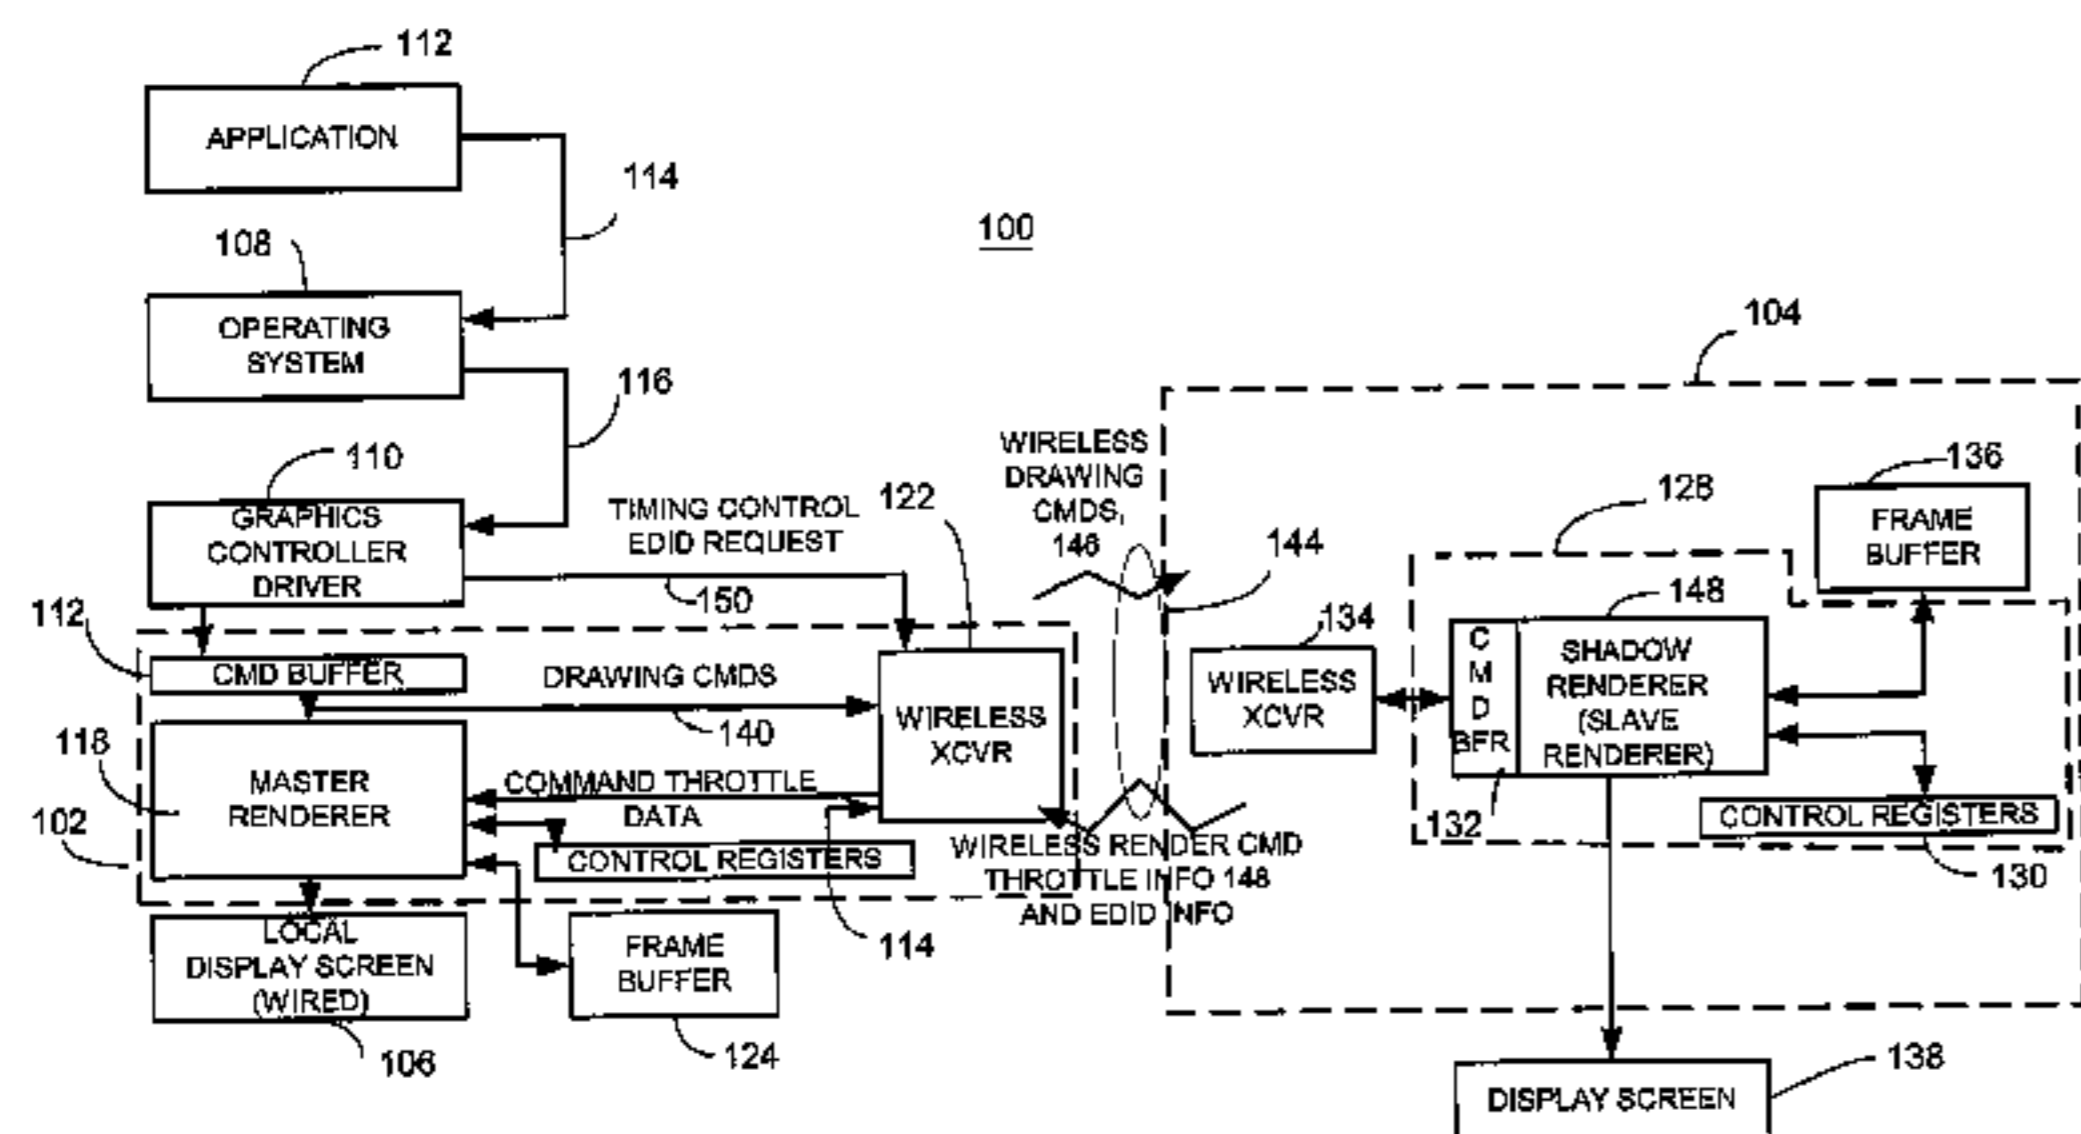 112
APPLICATION
114
108
100
OPERATING
SYSTEM
116
104
110
GRAPHICS
CONTROLLER
DRIVER
TIMING CONTROL
EDID REQUEST
150
122
WIRELESS
DRAWING
CMDS,
146
144
128
136
FRAME
BUFFER
112
CMD BUFFER
DRAWING CMDS
140
WIRELESS
XCVR
134
WIRELESS
XCVR
148
C
M
D
BFR
SHADOW
RENDERER
(SLAVE
RENDERER)
132
CONTROL REGISTERS
130
118
MASTER
RENDERER
102
COMMAND THROTTLE
DATA
CONTROL REGISTERS
WIRELESS RENDER CMD
THROTTLE INFO 148
AND EDID INFO
114
LOCAL
DISPLAY SCREEN
(WIRED)
106
FRAME
BUFFER
124
138
DISPLAY SCREEN